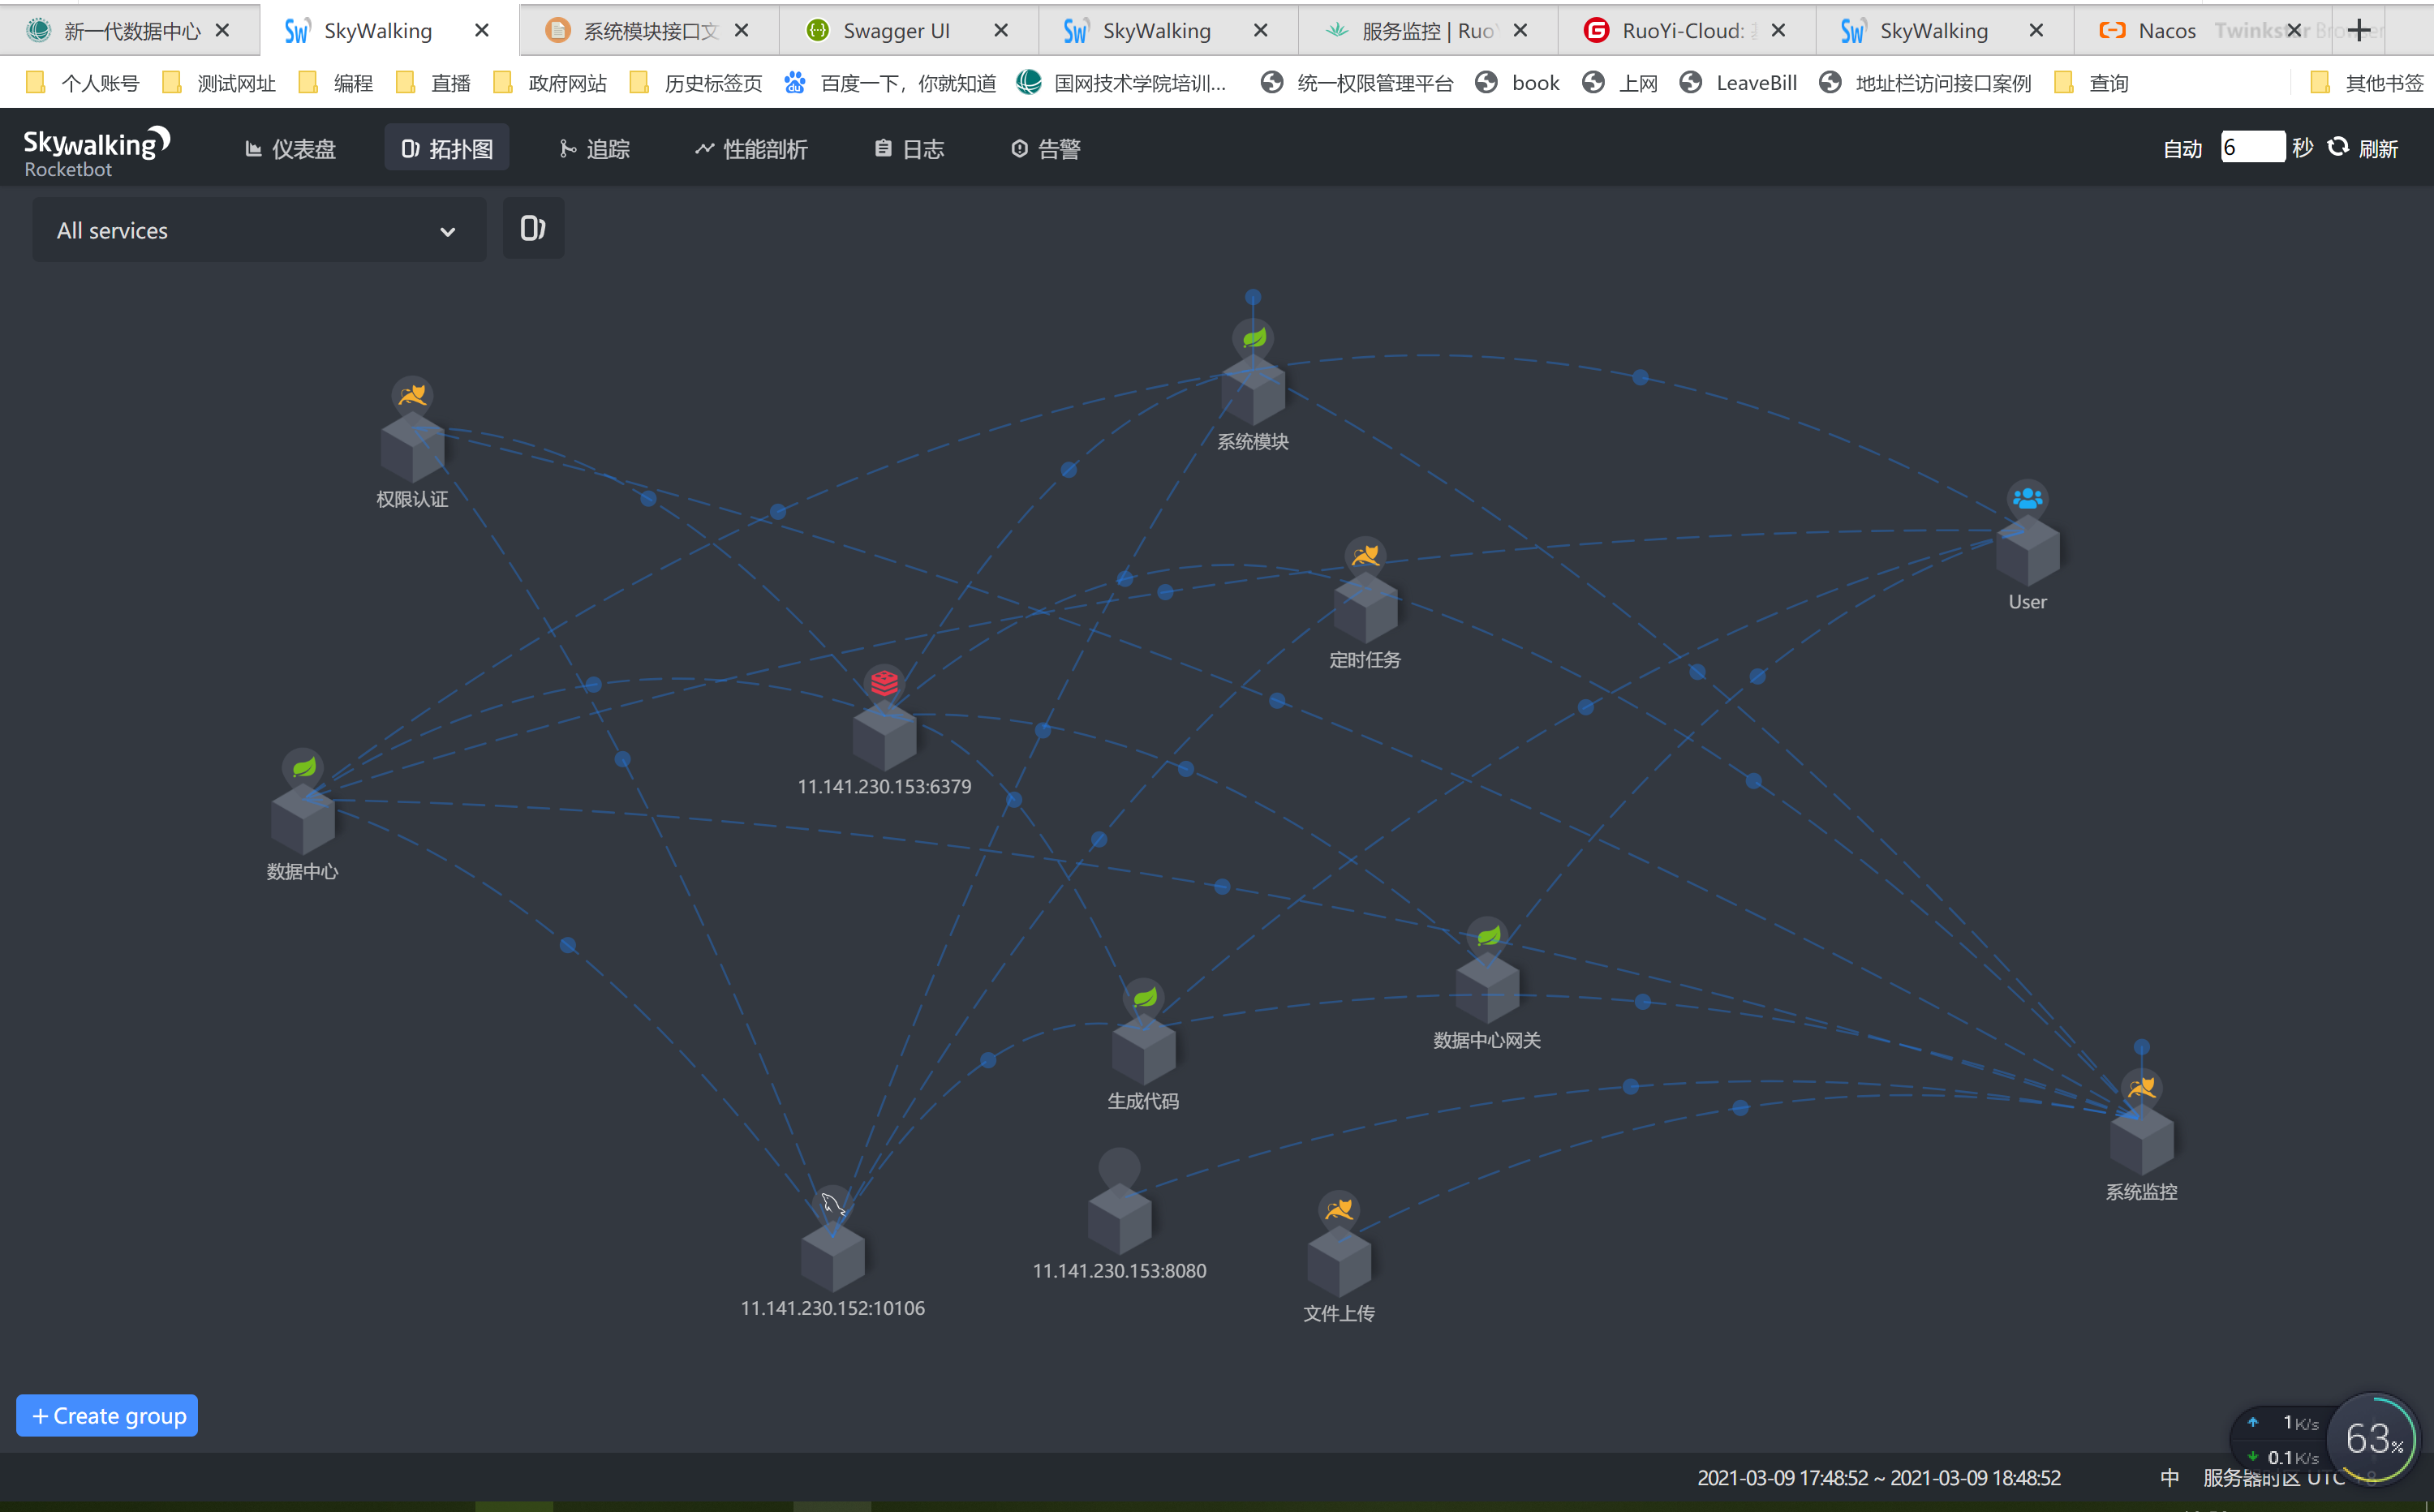 新一代数据中心
SkyWalking
系统模块接口文
Swagger UI
SkyWalking
服务监控 | RuoY
RuoYi-Cloud:
SkyWalking
Nacos
个人账号
测试网址
编程
直播
政府网站
历史标签页
百度一下，你就知道
国网技术学院培训...
统一权限管理平台
book
上网
LeaveBill
地址栏访问接口案例
查询
其他书签
Skywalking
Rocketbot
仪表盘
拓扑图
追踪
性能剖析
日志
告警
自动 6 秒 刷新
All services
系统模块
权限认证
User
定时任务
11.141.230.153:6379
数据中心
数据中心网关
生成代码
系统监控
11.141.230.153:8080
11.141.230.152:10106
文件上传
+ Create group
1K/s
0.1K/s
63%
2021-03-09 17:48:52 ~ 2021-03-09 18:48:52
中
服务器时区 UTC +8